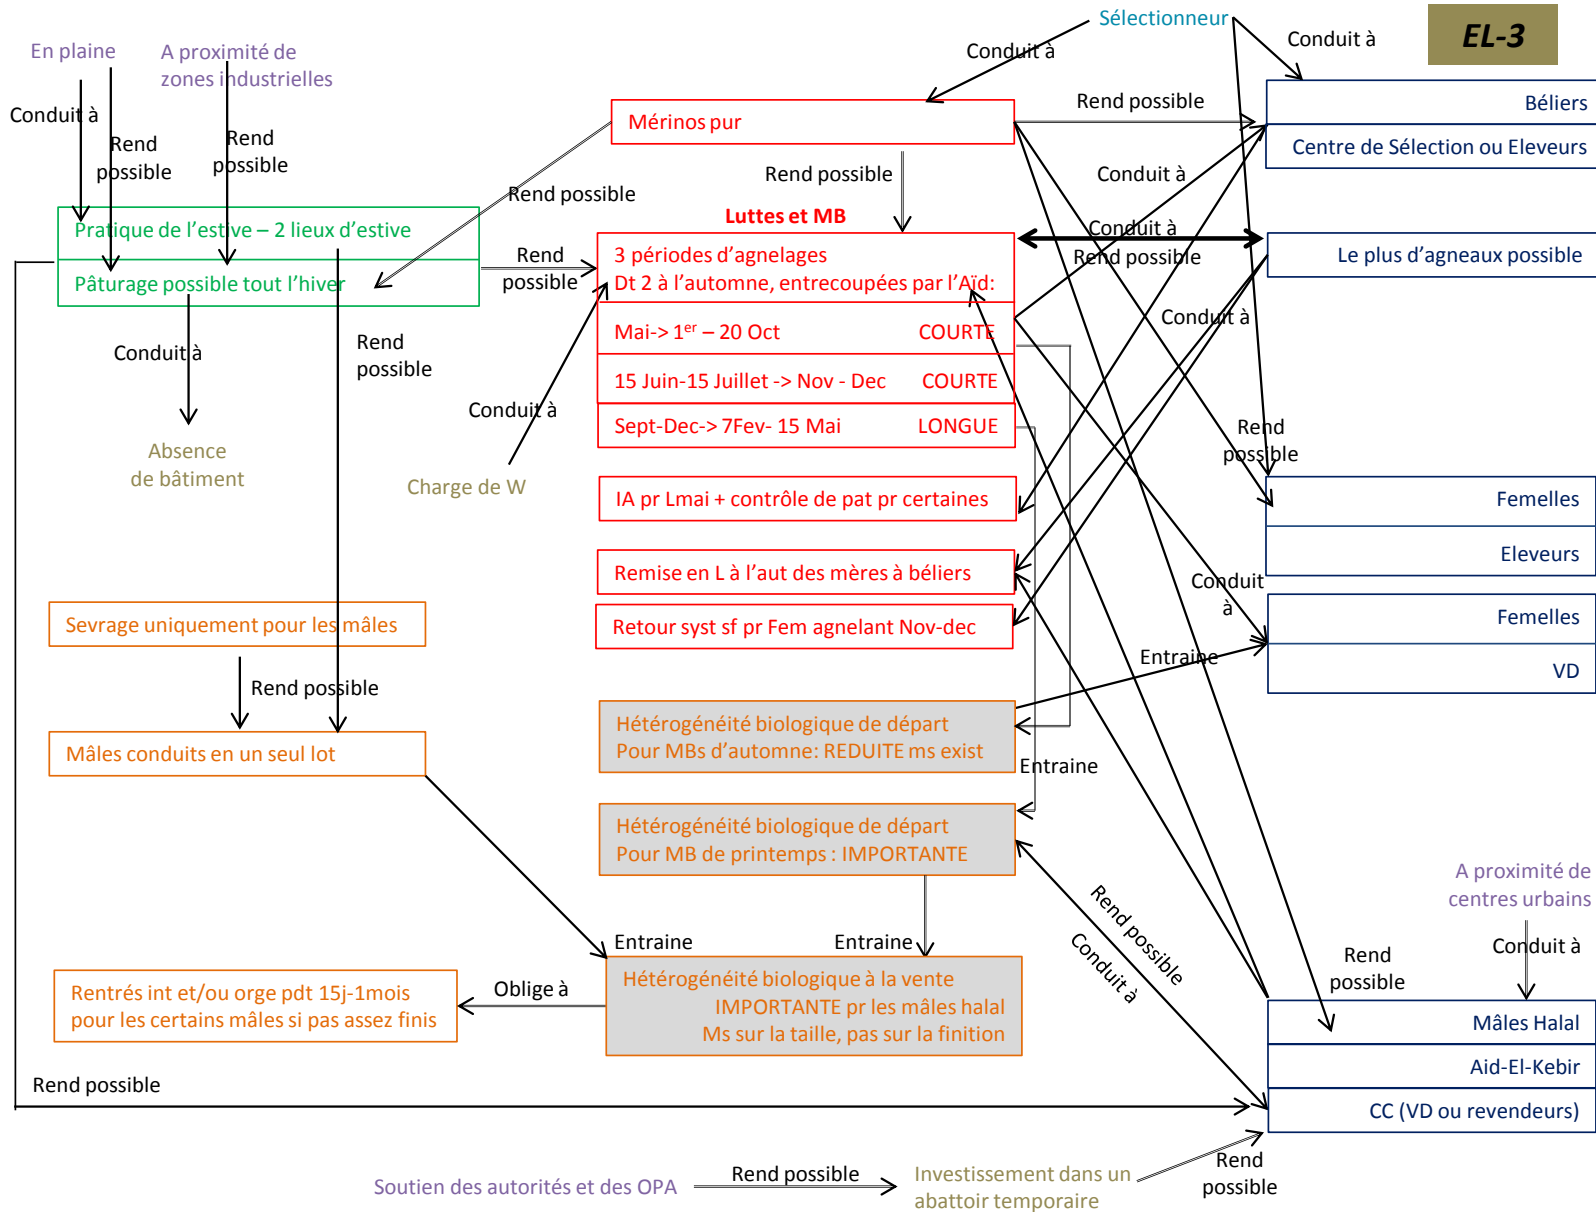 Sélectionneur
EL-3
En plaine
A proximité de
zones industrielles
Conduit à
Conduit à
Conduit à
Rend
possible
Rend
possible
Mérinos pur
Rend possible
Béliers
Centre de Sélection ou Eleveurs
Rend possible
Rend possible
Conduit à
Luttes et MB
Pratique de l'estive – 2 lieux d'estive
Pâturage possible tout l'hiver
Rend
possible
3 périodes d'agnelages
Dt 2 à l'automne, entrecoupées par l'Aïd:
Mai-> 1er – 20 Oct COURTE
15 Juin-15 Juillet -> Nov - Dec COURTE
Sept-Dec-> 7Fev- 15 Mai LONGUE
Conduit à
Rend possible
Le plus d'agneaux possible
Conduit à
Conduit à
Rend
possible
Conduit à
Absence
de bâtiment
Charge de W
Rend
possible
IA pr Lmai + contrôle de pat pr certaines
Femelles
Eleveurs
Remise en L à l'aut des mères à béliers
Conduit
à
Sevrage uniquement pour les mâles
Retour syst sf pr Fem agnelant Nov-dec
Femelles
VD
Entraine
Rend possible
Mâles conduits en un seul lot
Hétérogénéité biologique de départ
Pour MBs d'automne: REDUITE ms exist
Entraine
Hétérogénéité biologique de départ
Pour MB de printemps : IMPORTANTE
A proximité de
centres urbains
Rend possible
Conduit à
Entraine
Entraine
Rend
possible
Conduit à
Rentrés int et/ou orge pdt 15j-1mois
pour les certains mâles si pas assez finis
Oblige à
Hétérogénéité biologique à la vente
IMPORTANTE pr les mâles halal
Ms sur la taille, pas sur la finition
Mâles Halal
Aid-El-Kebir
CC (VD ou revendeurs)
Rend possible
Soutien des autorités et des OPA
Rend possible
Investissement dans un
abattoir temporaire
Rend
possible